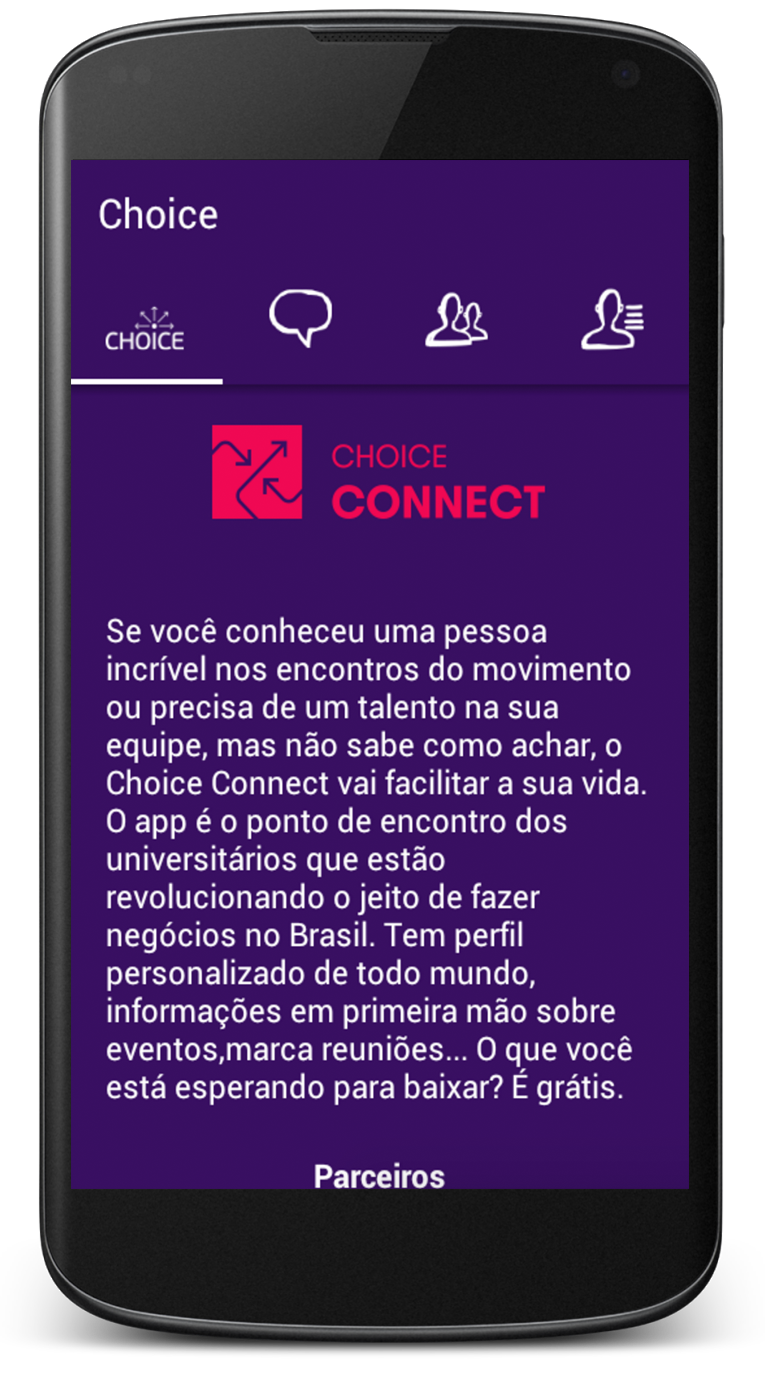 Choice
CHOICE
CHOICE
CONNECT
Se você conheceu uma pessoa
incrível nos encontros do movimento
ou precisa de um talento na sua
equipe, mas não sabe como achar, o
Choice Connect vai facilitar a sua vida.
O app é o ponto de encontro dos
universitários que estão
revolucionando o jeito de fazer
negócios no Brasil. Tem perfil
personalizado de todo mundo,
informações em primeira mão sobre
eventos,marca reuniões... O que você
está esperando para baixar? É grátis.
Parceiros